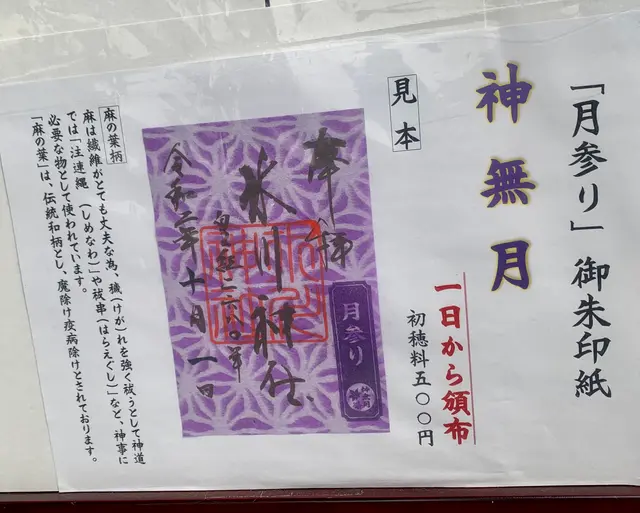 「月参り」御朱印紙
神無月
一日から頒布
初穂料五〇〇円
見本
奉拝
氷川神社
皇紀二六八〇年
令和二年十月一日
月参り
麻の葉柄
麻は繊維がとても丈夫な為、穢(けが)れを強く祓うとして神道
では「注連縄(しめなわ)」や祓串(はらえぐし)」など、神事に
必要な物として使われています。
「麻の葉」は、伝統和柄とし、魔除け疫病除けとされております。